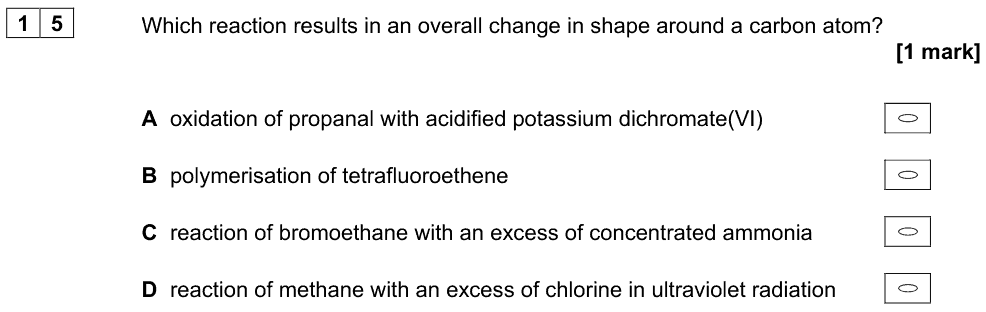 1 5 Which reaction results in an overall change in shape around a carbon atom?
[1 mark]
A oxidation of propanal with acidified potassium dichromate(VI)
B polymerisation of tetrafluoroethene
C reaction of bromoethane with an excess of concentrated ammonia
D reaction of methane with an excess of chlorine in ultraviolet radiation